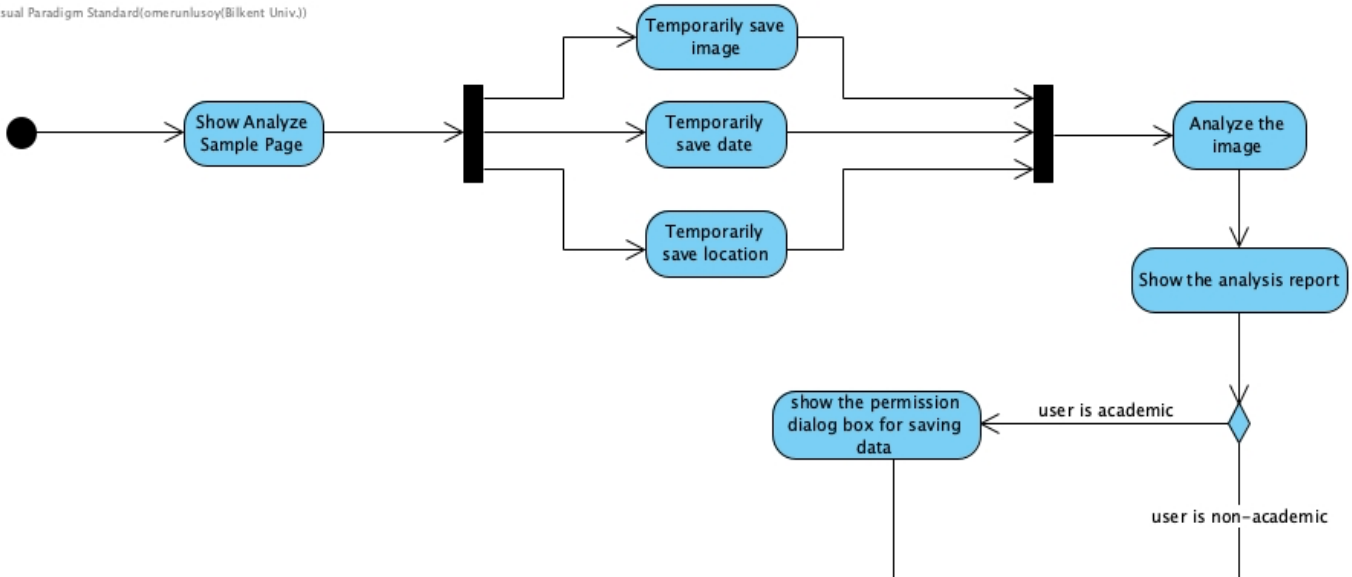 sual Paradigm Standard(omerunlusoy(Bilkent Univ.))
Temporarily save
image
Show Analyze
Sample Page
Temporarily
save date
Analyze the
image
Temporarily
save location
Show the analysis report
show the permission
dialog box for saving
data
user is academic
user is non-academic